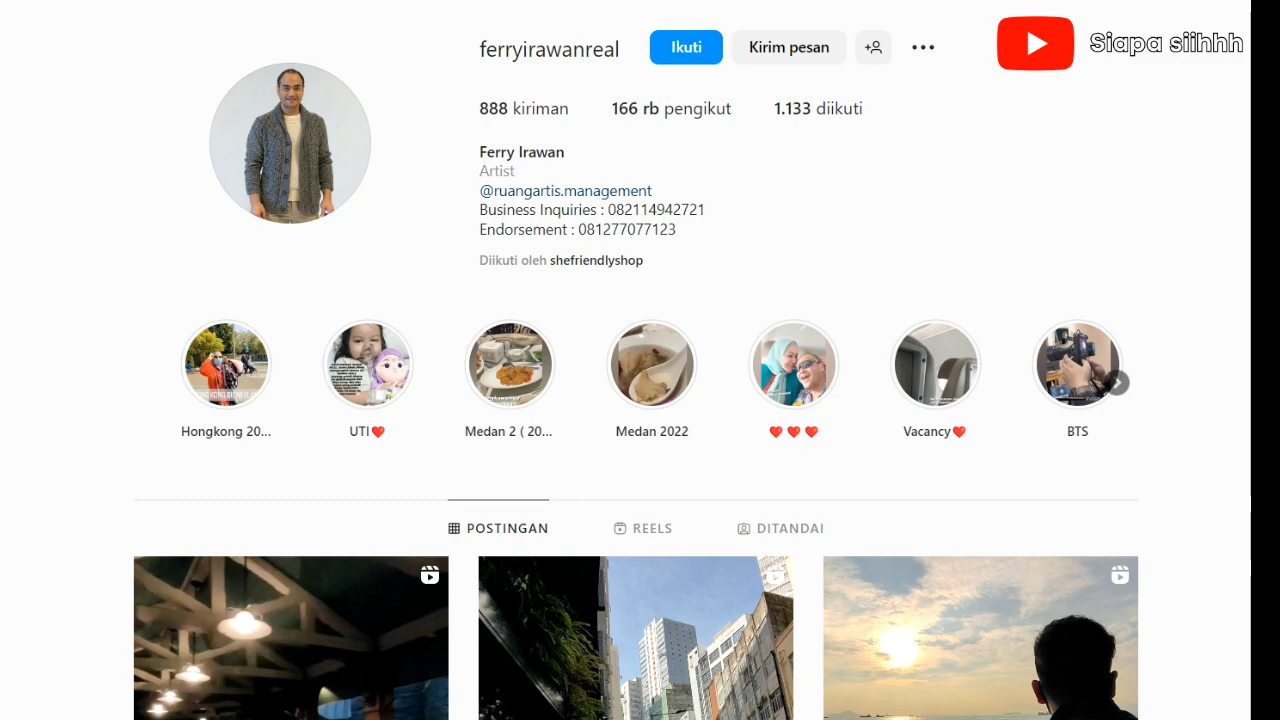 ferryirawanreal
Ikuti
Kirim pesan
Siapa siihhh
888 kiriman
166 rb pengikut
1.133 diikuti
Ferry Irawan
Artist
@ruangartis.management
Business Inquiries : 082114942721
Endorsement : 081277077123
Diikuti oleh shefriendlyshop
Hongkong 20...
UTI❤️
Medan 2 ( 20...
Medan 2022
❤️ ❤️ ❤️
Vacancy❤️
BTS
POSTINGAN
REELS
DITANDAI